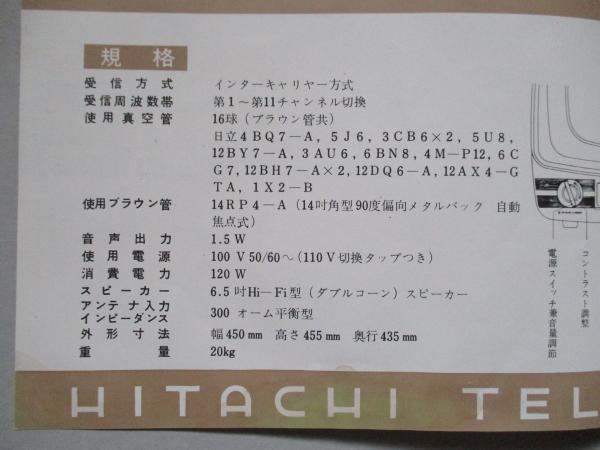 規格
受信方式 インターキャリヤー方式
受信周波数帯 第1～第11チャンネル切換
使用真空管 16球（ブラウン管共）
日立4BQ7－A，5J6，3CB6×2，5U8，
12BY7－A，3AU6，6BN8，4M－P12，6C
G7，12BH7－A×2，12DQ6－A，12AX4－G
TA，1X2－B
使用ブラウン管 14RP4－A（14吋角型90度偏向メタルバック 自動
焦点式）
音声出力 1.5W
使用電源 100V50/60～（110V切換タップつき）
消費電力 120W
スピーカー 6.5吋Hi－Fi型（ダブルコーン）スピーカー
アンテナ入力
インピーダンス 300オーム平衡型
外形寸法 幅450mm 高さ455mm 奥行435mm
重量 20kg
コントラスト調整
電源スイッチ兼音量調節
HITACHI TEL